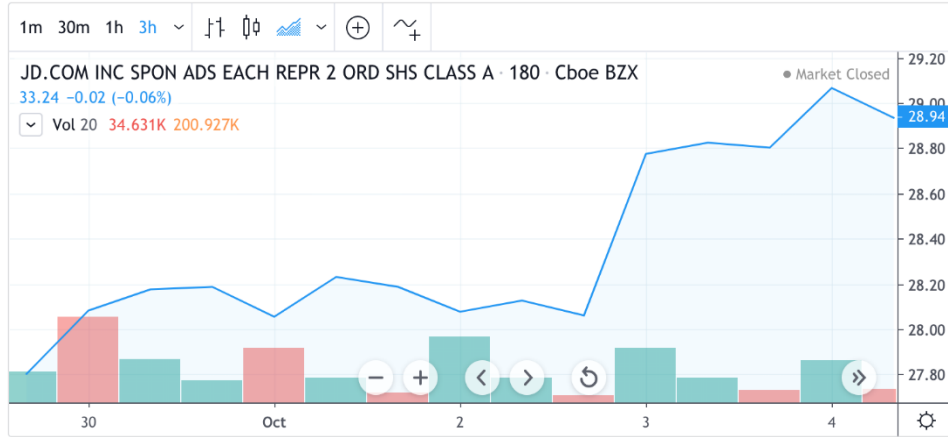 1m 30m 1h 3h
JD.COM INC SPON ADS EACH REPR 2 ORD SHS CLASS A · 180 · Cboe BZX
Market Closed
33.24 −0.02 (−0.06%)
Vol 20 34.631K 200.927K
29.20
29.00
28.94
28.80
28.60
28.40
28.20
28.00
27.80
30 Oct 2 3 4